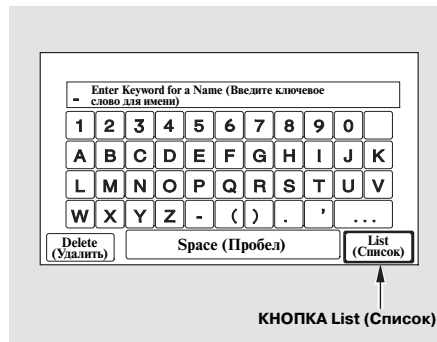 Enter Keyword for a Name (Введите ключевое
- слово для имени)
1 2 3 4 5 6 7 8 9 0
A B C D E F G H I J K
L M N O P Q R S T U V
W X Y Z - ( ) . ' ...
Delete
(Удалить)
Space (Пробел)
List
(Список)
КНОПКА List (Список)